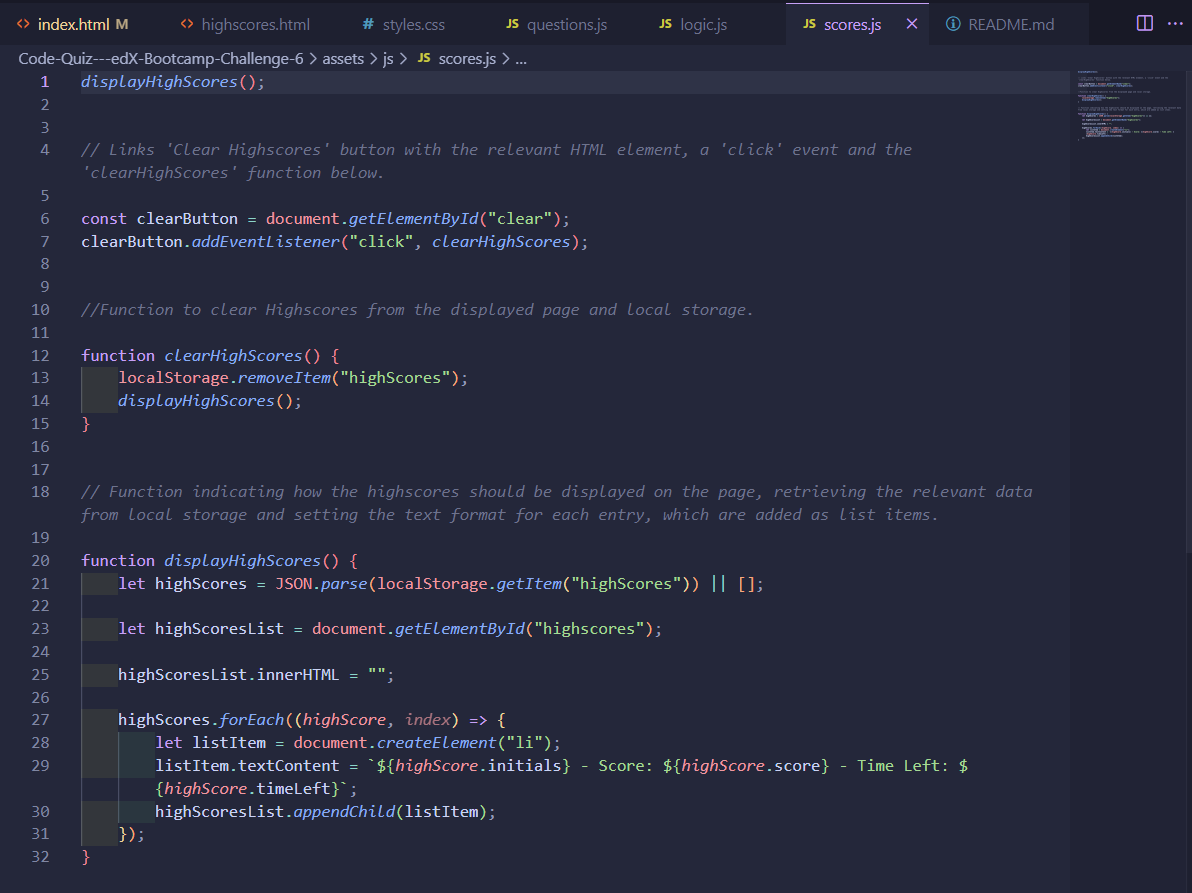 <> index.html M <> highscores.html # styles.css JS questions.js JS logic.js JS scores.js × README.md ...
Code-Quiz---edX-Bootcamp-Challenge-6 > assets > js > JS scores.js > ...
1 displayHighScores();
2
3
4 // Links 'Clear Highscores' button with the relevant HTML element, a 'click' event and the
'clearHighScores' function below.
5
6 const clearButton = document.getElementById("clear");
7 clearButton.addEventListener("click", clearHighScores);
8
9
10 //Function to clear Highscores from the displayed page and local storage.
11
12 function clearHighScores() {
13 localStorage.removeItem("highScores");
14 displayHighScores();
15 }
16
17
18 // Function indicating how the highscores should be displayed on the page, retrieving the relevant data
from local storage and setting the text format for each entry, which are added as list items.
19
20 function displayHighScores() {
21 let highScores = JSON.parse(localStorage.getItem("highScores")) || [];
22
23 let highScoresList = document.getElementById("highscores");
24
25 highScoresList.innerHTML = "";
26
27 highScores.forEach((highScore, index) => {
28 let listItem = document.createElement("li");
29 listItem.textContent = `${highScore.initials} - Score: ${highScore.score} - Time Left: $
{highScore.timeLeft}`;
30 highScoresList.appendChild(listItem);
31 });
32 }